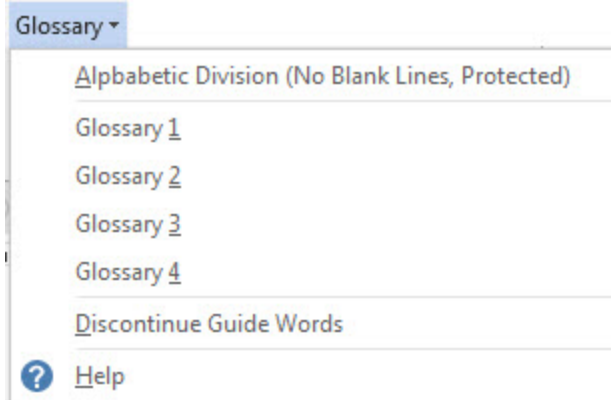 Glossary
Alpbabetic Division (No Blank Lines, Protected)
Glossary 1
Glossary 2
Glossary 3
Glossary 4
Discontinue Guide Words
Help